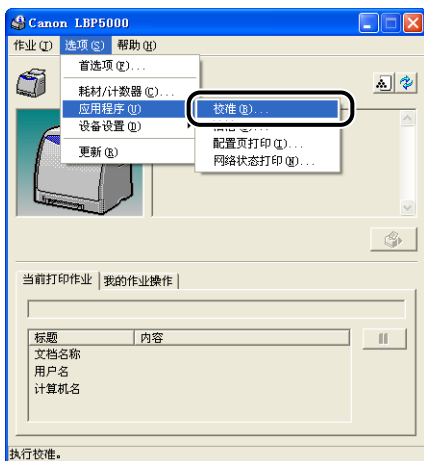 Canon LBP5000
作业(J) 选项(S) 帮助(H)
首选项(P)...
耗材/计数器(C)...
应用程序(U)
设备设置(D)
更新(R)
校准(B)...
配置页打印(I)...
网络状态打印(N)...
当前打印作业 我的作业操作
标题 内容
文档名称
用户名
计算机名
执行校准。